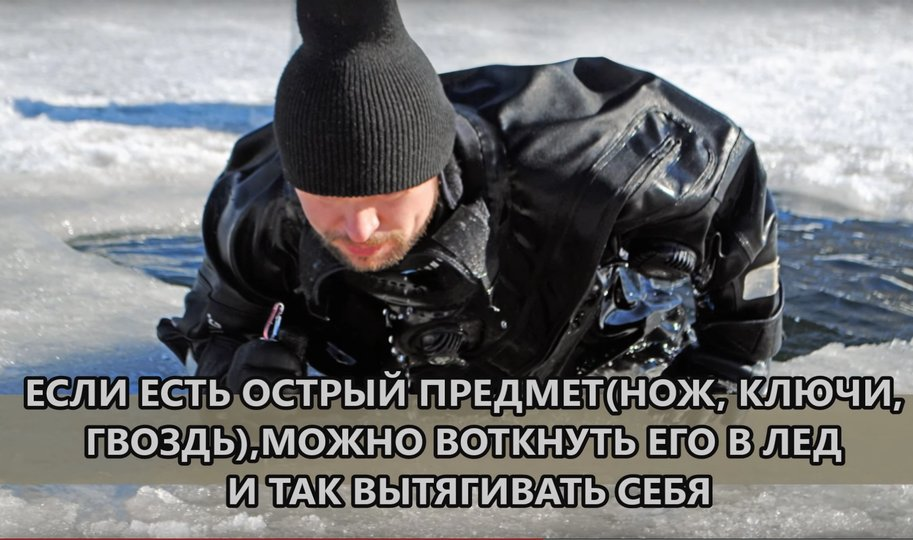 ЕСЛИ ЕСТЬ ОСТРЫЙ ПРЕДМЕТ(НОЖ, КЛЮЧИ,
ГВОЗДЬ),МОЖНО ВОТКНУТЬ ЕГО В ЛЕД
И ТАК ВЫТЯГИВАТЬ СЕБЯ